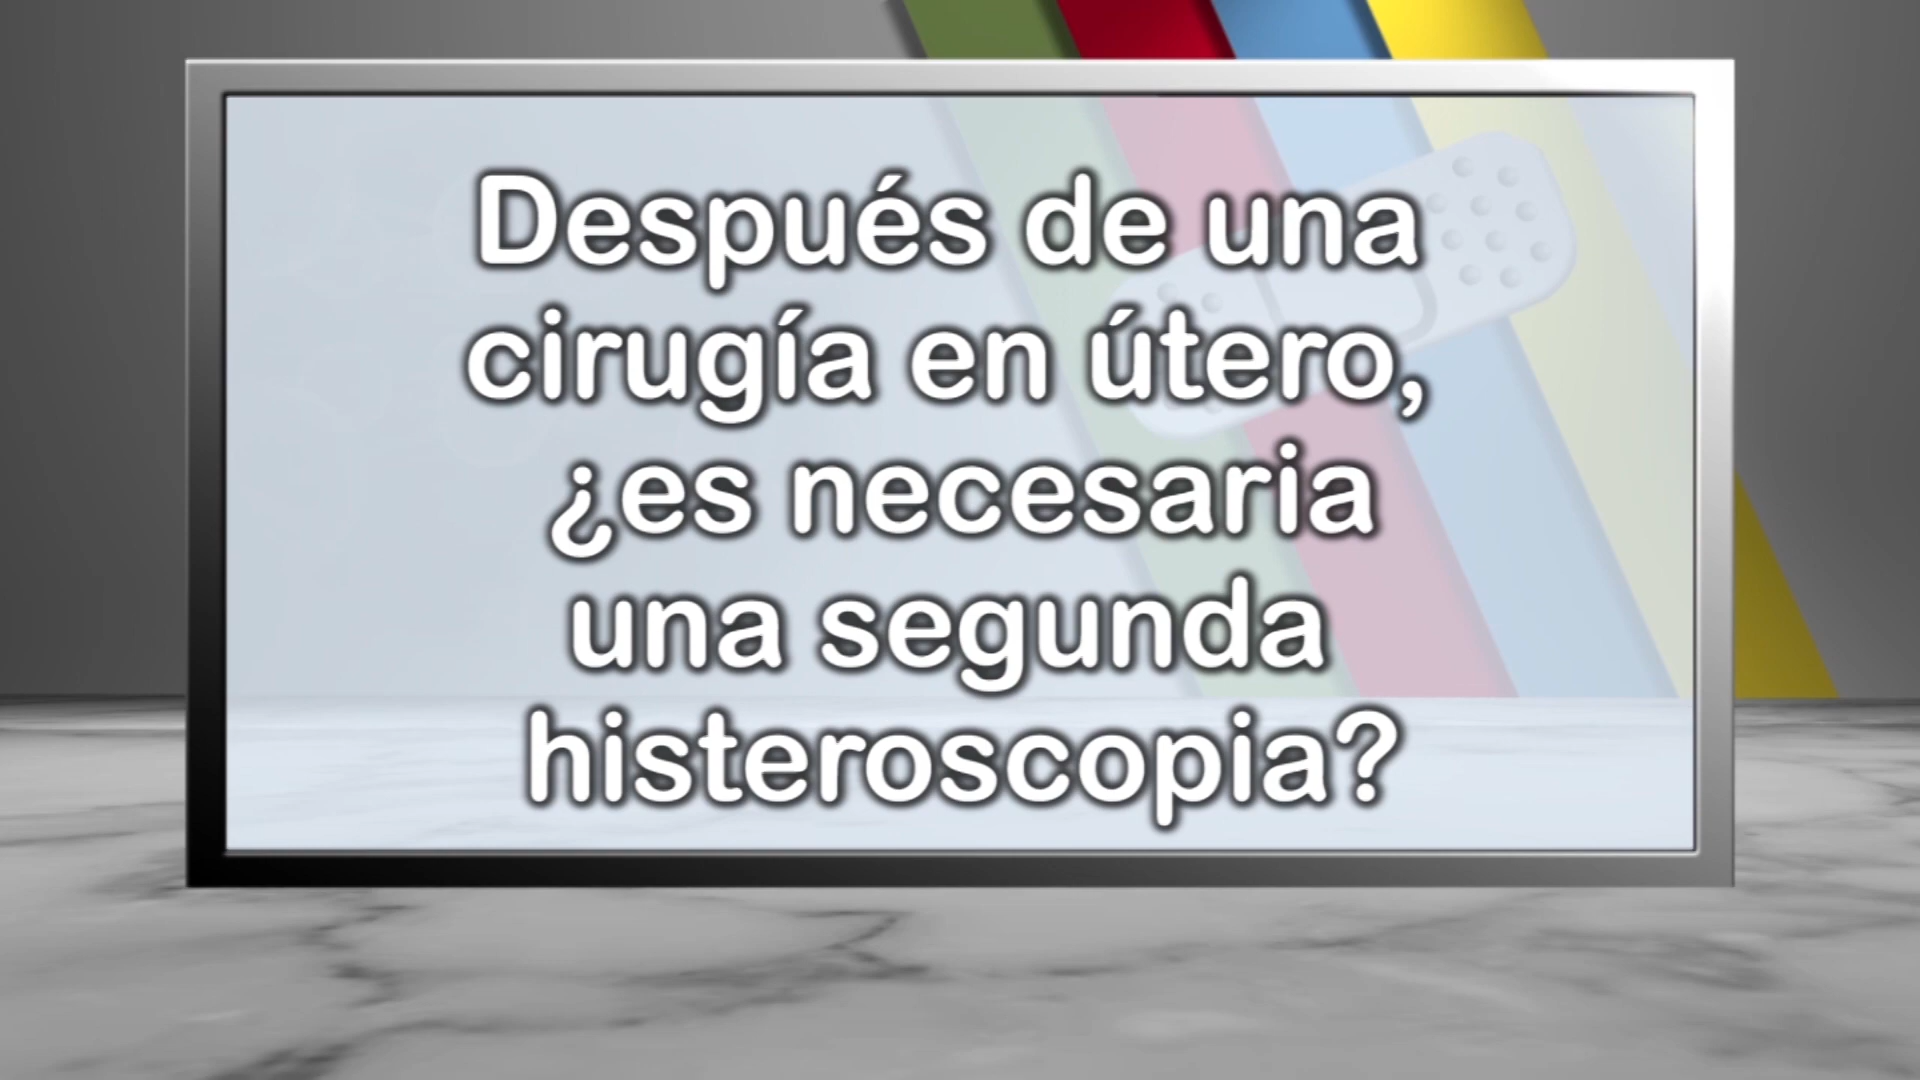 Después de una
cirugía en útero,
¿es necesaria
una segunda
histeroscopia?